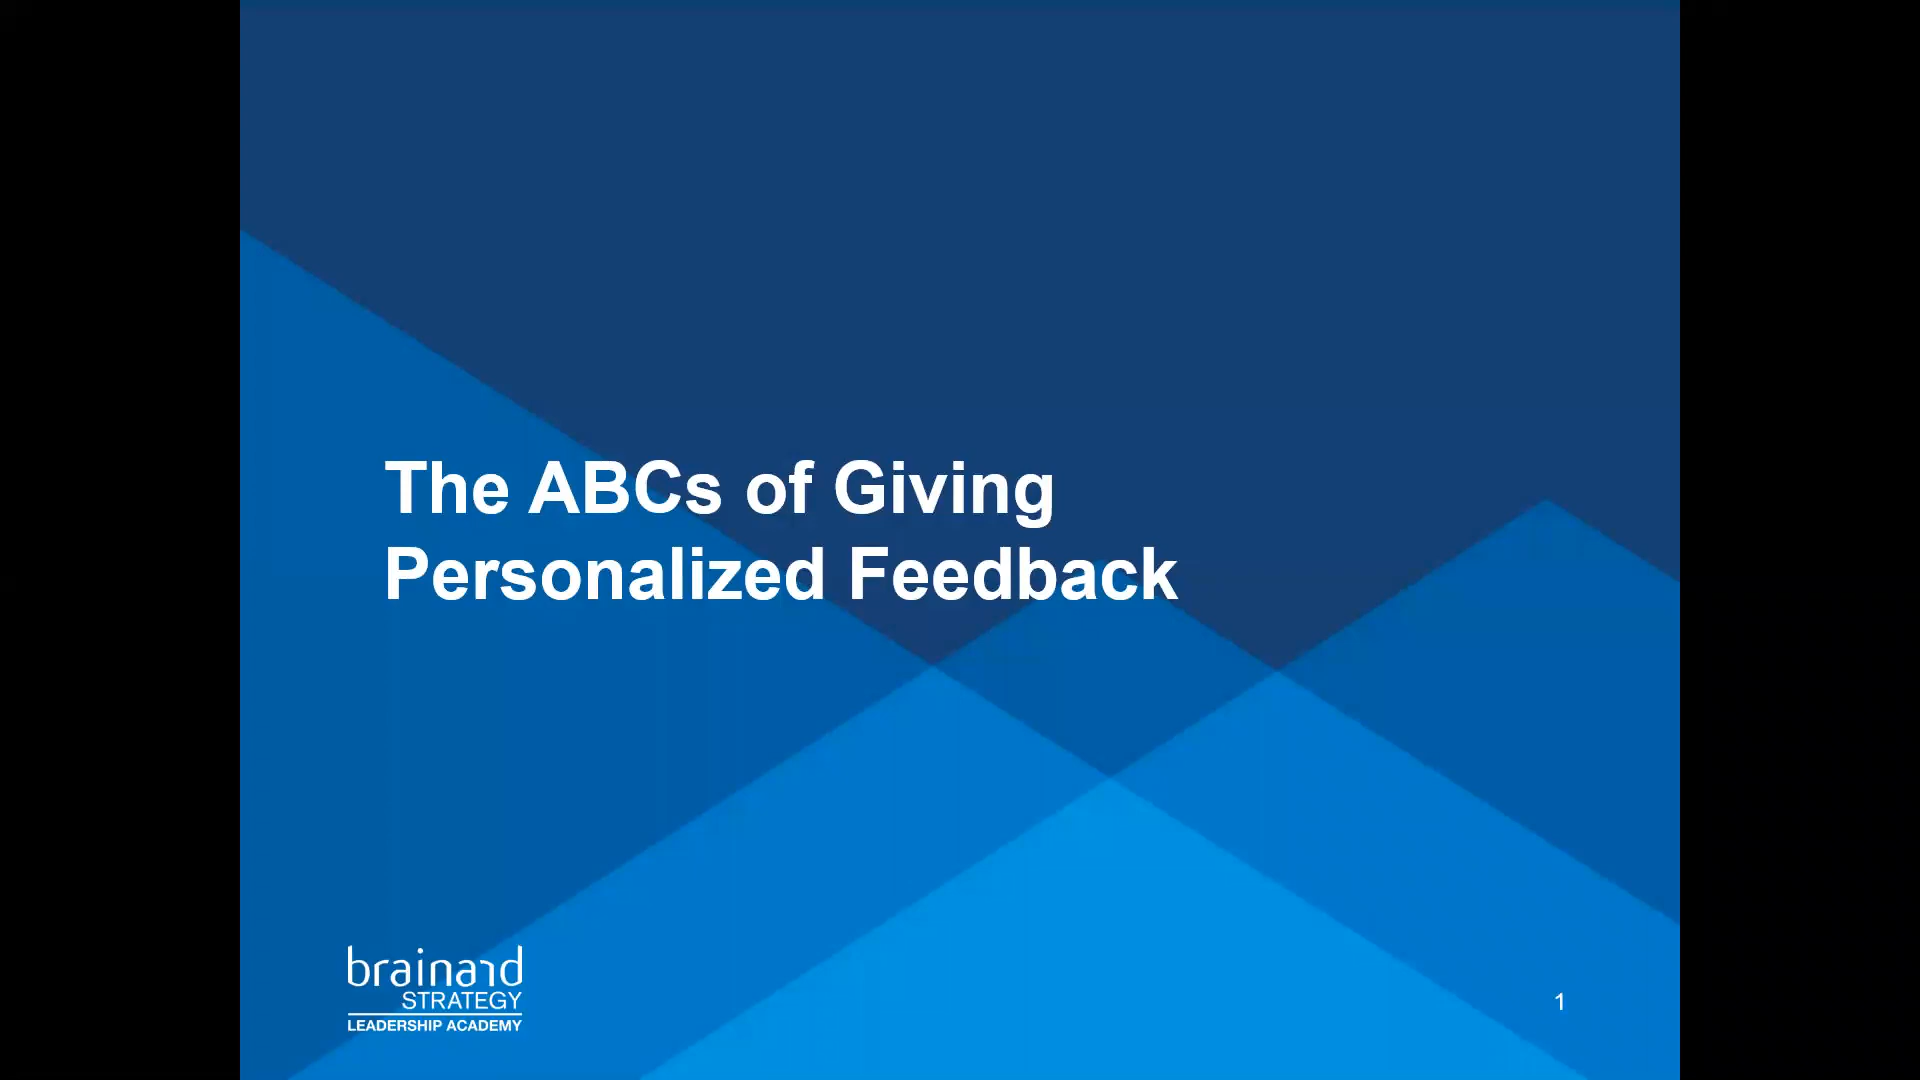 The ABCs of Giving
Personalized Feedback
brainard
STRATEGY
LEADERSHIP ACADEMY
1